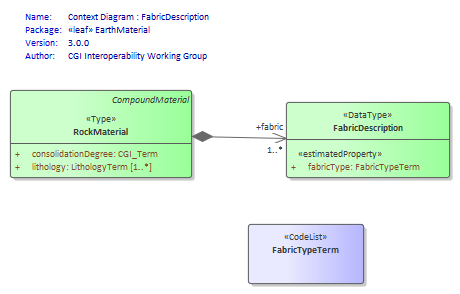 Name: Context Diagram : FabricDescription
Package: «leaf» EarthMaterial
Version: 3.0.0
Author: CGI Interoperability Working Group
CompoundMaterial
«Type»
RockMaterial
+ consolidationDegree: CGI_Term
+ lithology: LithologyTerm [1..*]
+fabric
1..*
«DataType»
FabricDescription
«estimatedProperty»
+ fabricType: FabricTypeTerm
«CodeList»
FabricTypeTerm